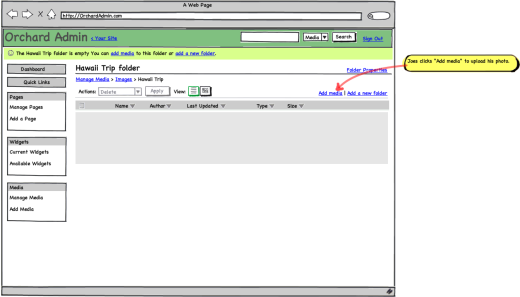 A Web Page
http://OrchardAdmin.com
Orchard Admin < Your Site
Media Search Sign Out
The Hawaii Trip folder is empty You can add media to this folder or add a new folder.
Dashboard
Quick Links
Pages
Manage Pages
Add a Page
Widgets
Current Widgets
Available Widgets
Media
Manage Media
Add Media
Hawaii Trip folder
Folder Properties
Manage Media > Images > Hawaii Trip
Actions: Delete Apply View:
Add media | Add a new folder
Name Author Last Updated Type Size
Joes clicks "Add media" to upload his photo.